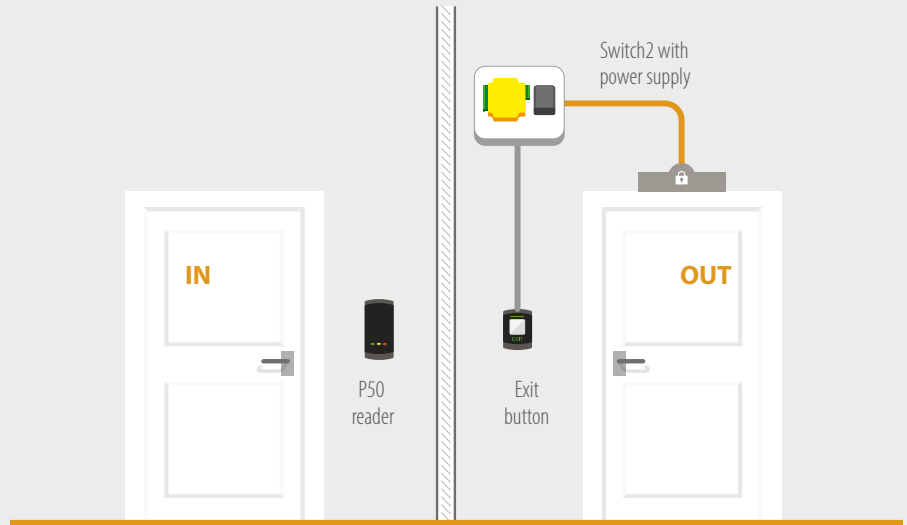 Switch2 with
power supply
IN
OUT
P50
reader
EXIT
Exit
button